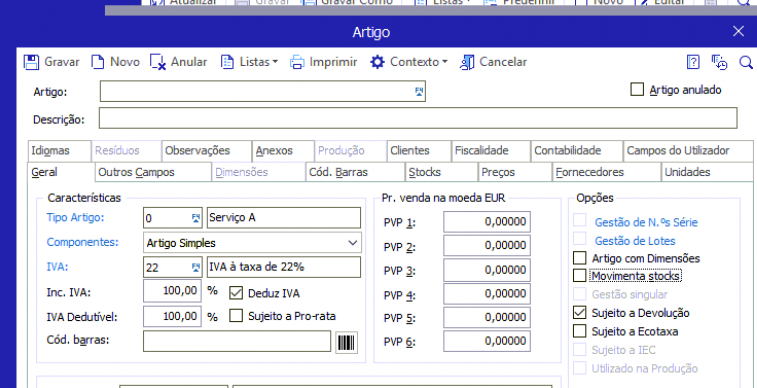 Atualizar Gravar Gravar Como Listas Predefinir Novo Editar
Artigo
Gravar Novo Anular Listas Imprimir Contexto Cancelar
Artigo: F4 Artigo anulado
Descrição:
Idiomas Resíduos Observações Anexos Produção Clientes Fiscalidade Contabilidade Campos do Utilizador
Geral Outros Campos Dimensões Cód. Barras Stocks Preços Fornecedores Unidades
Características Pr. venda na moeda EUR Opções
Tipo Artigo: 0 F4 Serviço A PVP 1: 0,00000 Gestão de N.ºs Série
Componentes: Artigo Simples PVP 2: 0,00000 Gestão de Lotes
IVA: 22 F4 IVA à taxa de 22% PVP 3: 0,00000 Artigo com Dimensões
Movimenta stocks
Inc. IVA: 100,00 % Deduz IVA PVP 4: 0,00000 Gestão singular
IVA Dedutível: 100,00 % Sujeito a Pro-rata PVP 5: 0,00000 Sujeito a Devolução
Cód. barras: PVP 6: 0,00000 Sujeito a Ecotaxa
Sujeito a IEC
Utilizado na Produção